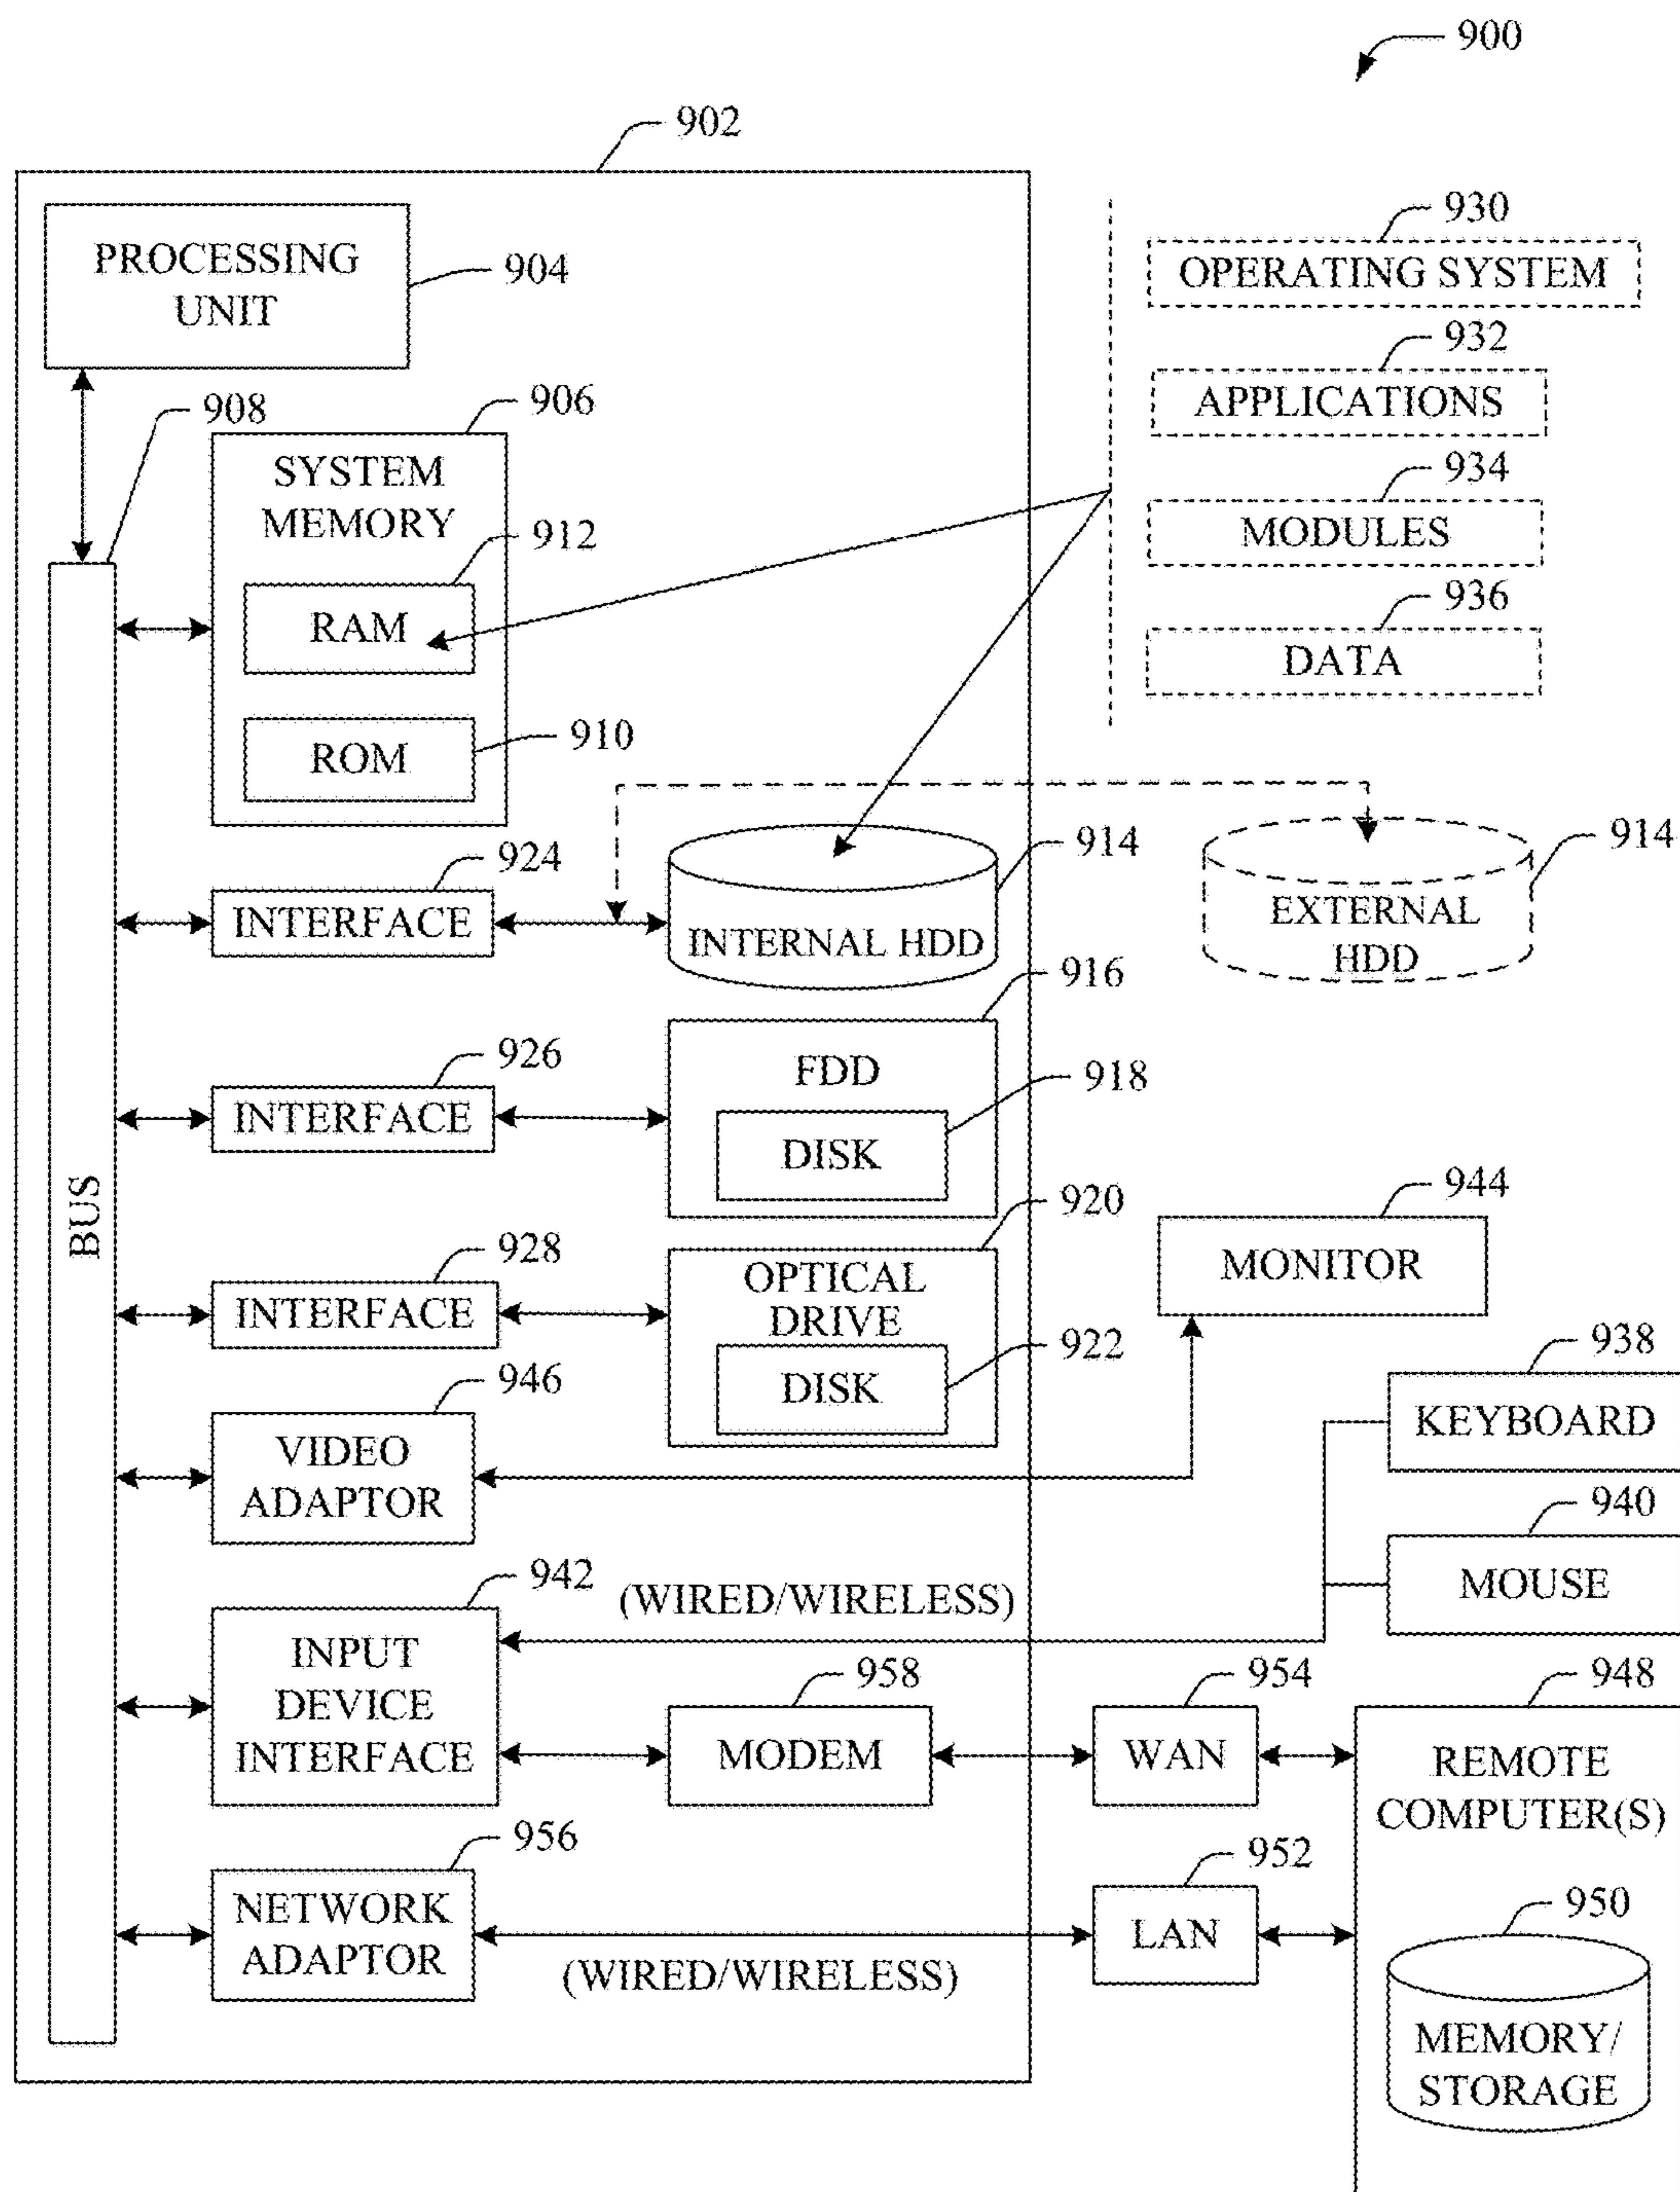 900
902
PROCESSING
UNIT
904
930
OPERATING SYSTEM
932
APPLICATIONS
934
MODULES
936
DATA
908
906
SYSTEM
MEMORY
912
RAM
910
ROM
924
INTERFACE
914
INTERNAL HDD
914
EXTERNAL
HDD
916
FDD
918
DISK
926
INTERFACE
BUS
920
OPTICAL
DRIVE
922
DISK
928
INTERFACE
944
MONITOR
946
VIDEO
ADAPTOR
938
KEYBOARD
940
MOUSE
942
INPUT
DEVICE
INTERFACE
(WIRED/WIRELESS)
958
MODEM
954
WAN
948
REMOTE
COMPUTER(S)
956
NETWORK
ADAPTOR
(WIRED/WIRELESS)
952
LAN
950
MEMORY/
STORAGE